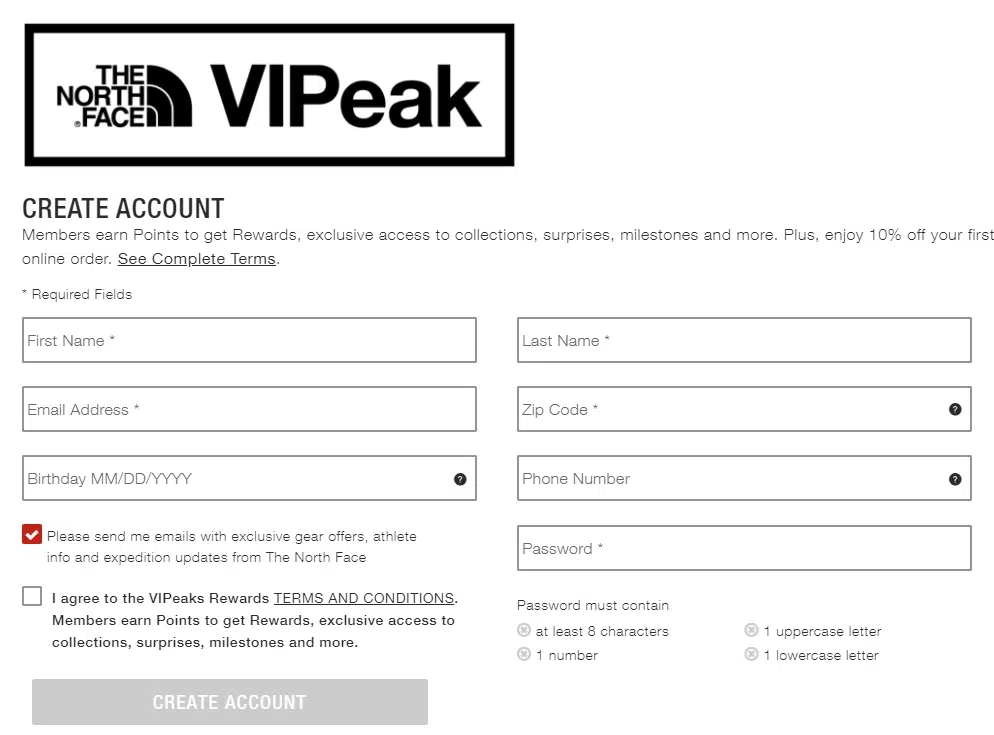 THE
NORTH
FACE
VIPeak
CREATE ACCOUNT
Members earn Points to get Rewards, exclusive access to collections, surprises, milestones and more. Plus, enjoy 10% off your first
online order. See Complete Terms.
* Required Fields
First Name *
Last Name *
Email Address *
Zip Code *
?
Birthday MM/DD/YYYY
?
Phone Number
?
Please send me emails with exclusive gear offers, athlete
info and expedition updates from The North Face
I agree to the VIPeaks Rewards TERMS AND CONDITIONS.
Members earn Points to get Rewards, exclusive access to
collections, surprises, milestones and more.
CREATE ACCOUNT
Password *
Password must contain
at least 8 characters
1 uppercase letter
1 number
1 lowercase letter